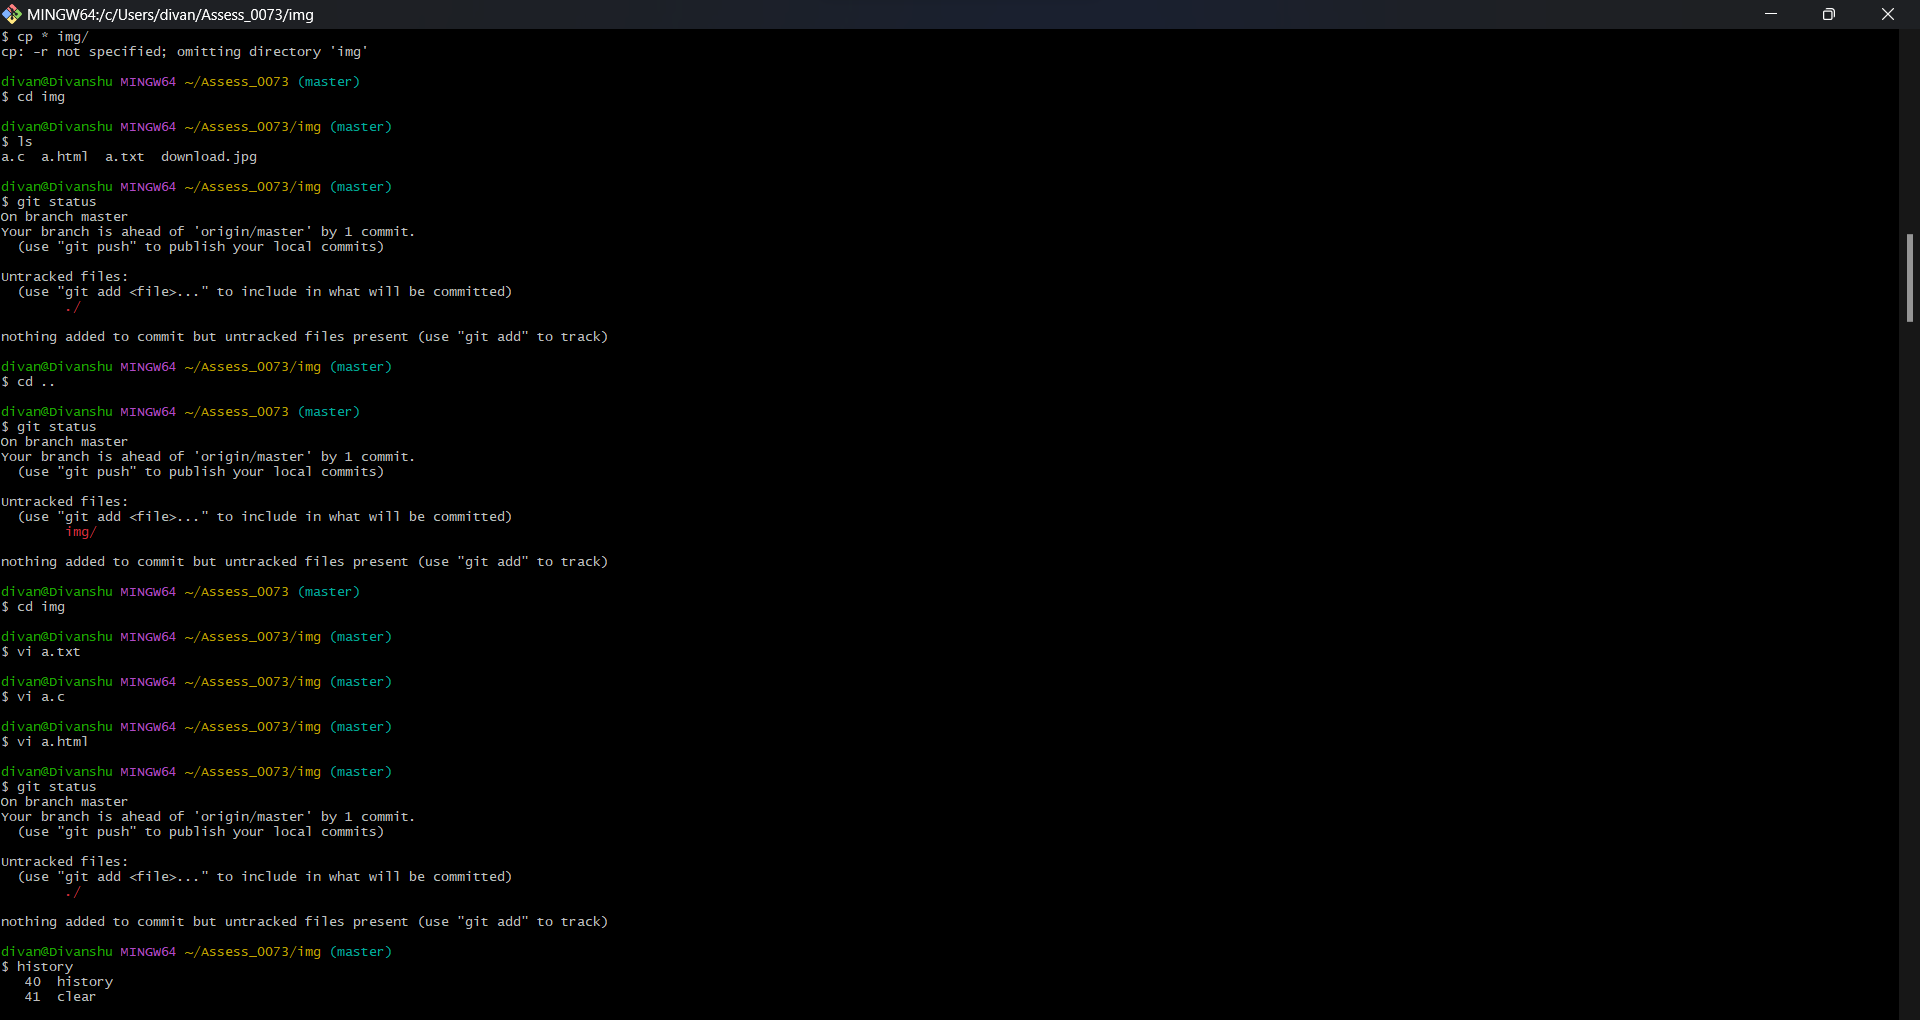 MINGW64:/c/Users/divan/Assess_0073/img
$ cp * img/
cp: -r not specified; omitting directory 'img'
divan@Divanshu MINGW64 ~/Assess_0073 (master)
$ cd img
divan@Divanshu MINGW64 ~/Assess_0073/img (master)
$ ls
a.c  a.html  a.txt  download.jpg
divan@Divanshu MINGW64 ~/Assess_0073/img (master)
$ git status
On branch master
Your branch is ahead of 'origin/master' by 1 commit.
  (use "git push" to publish your local commits)
Untracked files:
  (use "git add <file>..." to include in what will be committed)
        ./
nothing added to commit but untracked files present (use "git add" to track)
divan@Divanshu MINGW64 ~/Assess_0073/img (master)
$ cd ..
divan@Divanshu MINGW64 ~/Assess_0073 (master)
$ git status
On branch master
Your branch is ahead of 'origin/master' by 1 commit.
  (use "git push" to publish your local commits)
Untracked files:
  (use "git add <file>..." to include in what will be committed)
        img/
nothing added to commit but untracked files present (use "git add" to track)
divan@Divanshu MINGW64 ~/Assess_0073 (master)
$ cd img
divan@Divanshu MINGW64 ~/Assess_0073/img (master)
$ vi a.txt
divan@Divanshu MINGW64 ~/Assess_0073/img (master)
$ vi a.c
divan@Divanshu MINGW64 ~/Assess_0073/img (master)
$ vi a.html
divan@Divanshu MINGW64 ~/Assess_0073/img (master)
$ git status
On branch master
Your branch is ahead of 'origin/master' by 1 commit.
  (use "git push" to publish your local commits)
Untracked files:
  (use "git add <file>..." to include in what will be committed)
        ./
nothing added to commit but untracked files present (use "git add" to track)
divan@Divanshu MINGW64 ~/Assess_0073/img (master)
$ history
   40  history
   41  clear